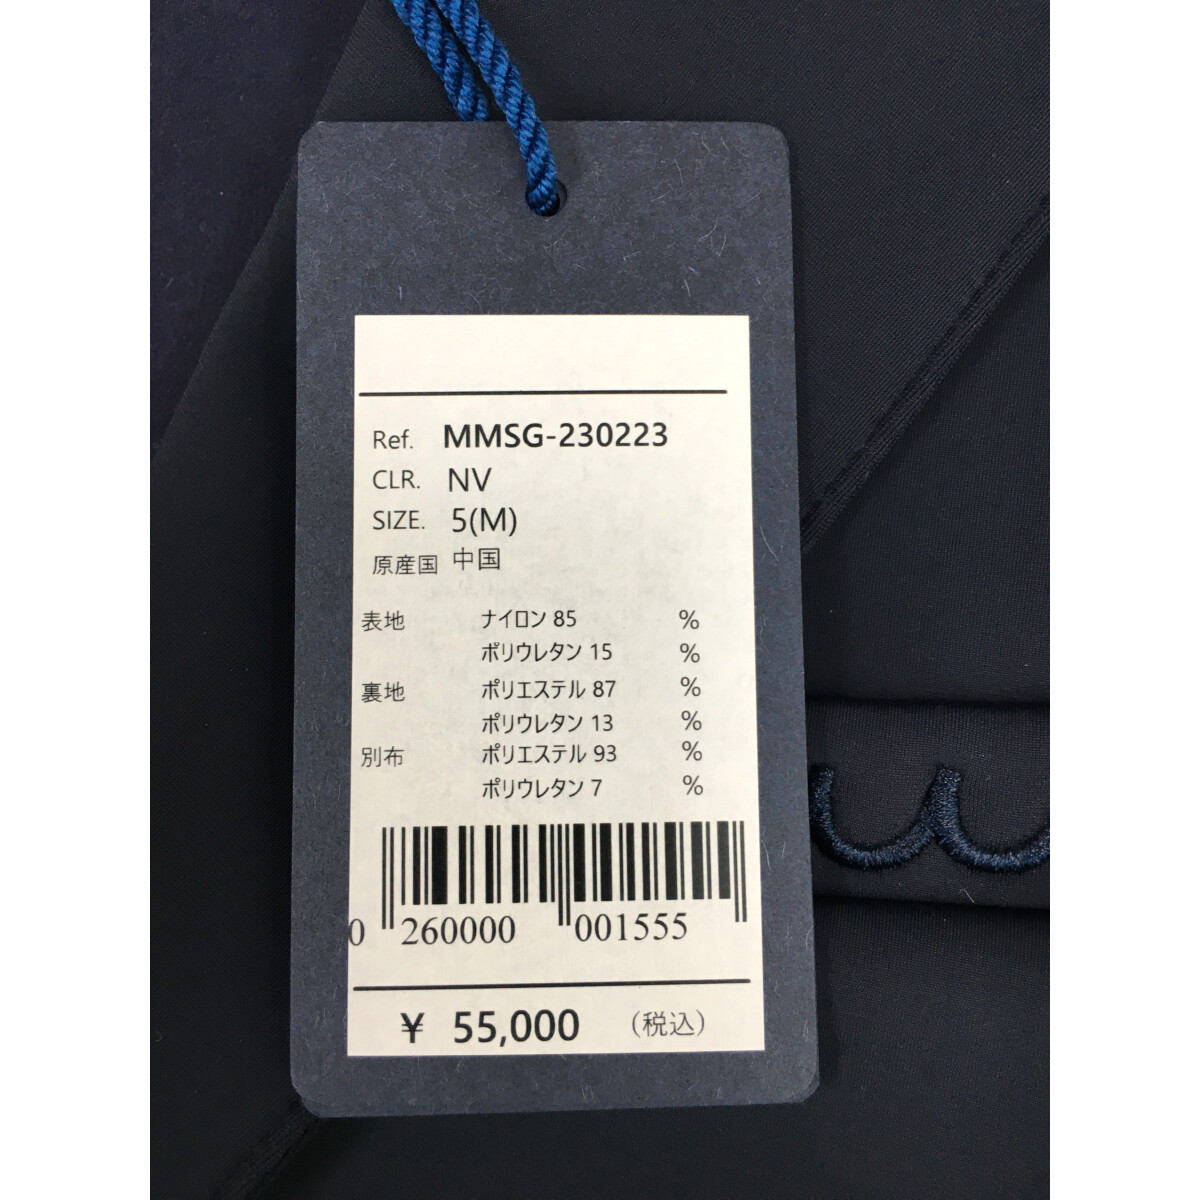 Ref. MMSG-230223
CLR. NV
SIZE. 5(M)
原産国 中国
表地 ナイロン 85 %
ポリウレタン 15 %
裏地 ポリエステル 87 %
ポリウレタン 13 %
別布 ポリエステル 93 %
ポリウレタン 7 %
0 260000 001555
¥ 55,000 (税込)